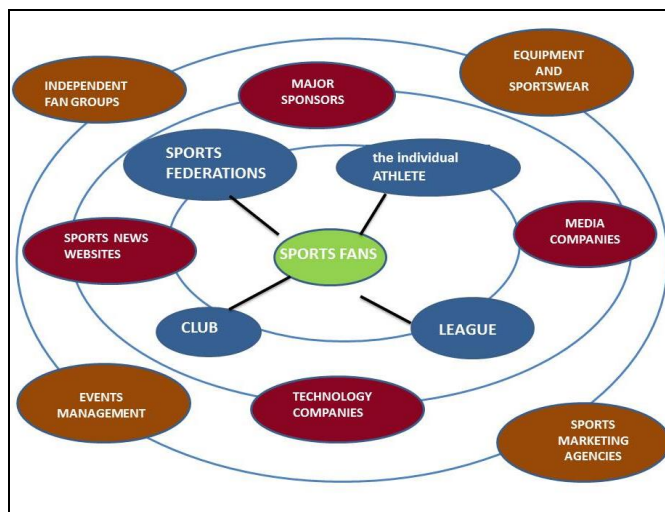 INDEPENDENT
FAN GROUPS
MAJOR
SPONSORS
EQUIPMENT
AND
SPORTSWEAR
SPORTS
FEDERATIONS
the individual
ATHLETE
SPORTS NEWS
WEBSITES
SPORTS FANS
MEDIA
COMPANIES
CLUB
LEAGUE
EVENTS
MANAGEMENT
TECHNOLOGY
COMPANIES
SPORTS
MARKETING
AGENCIES